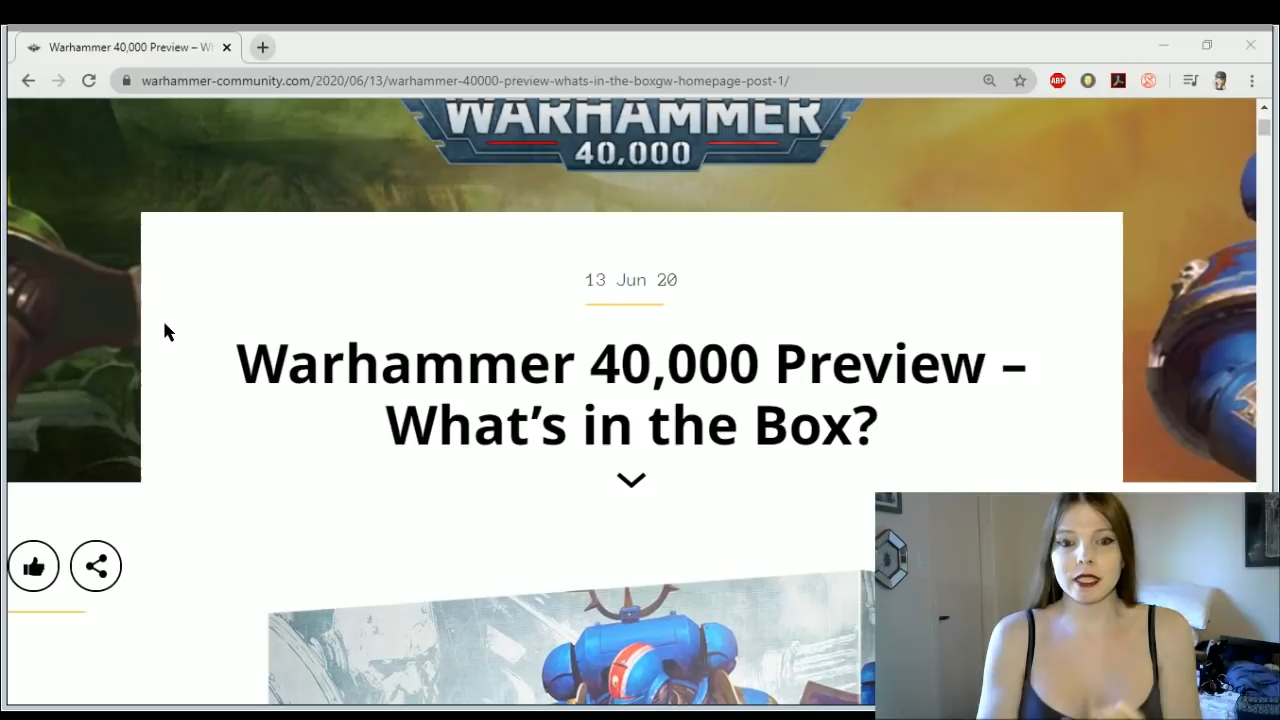 Warhammer 40,000 Preview – W
warhammer-community.com/2020/06/13/warhammer-40000-preview-whats-in-the-boxgw-homepage-post-1/
ABP
WARHAMMER
40,000
13 Jun 20
Warhammer 40,000 Preview –
What's in the Box?